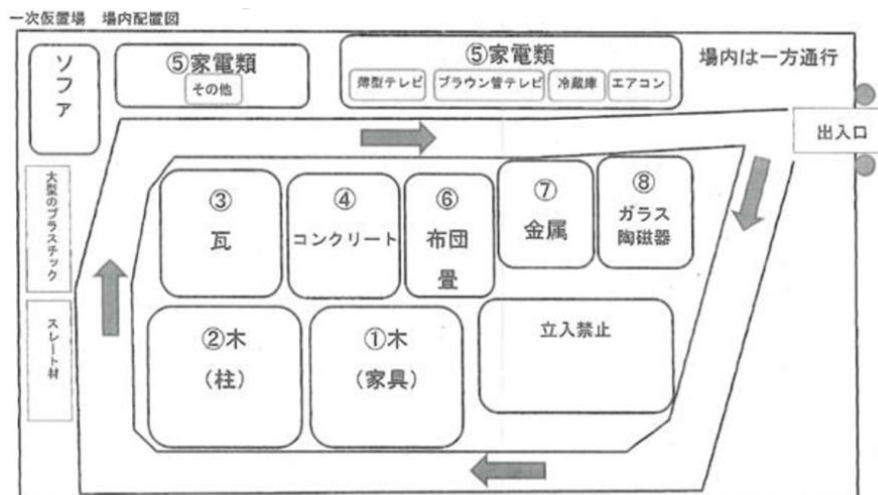 一次仮置場 場内配置図
ソファ
⑤家電類
その他
⑤家電類
薄型テレビ
ブラウン管テレビ
冷蔵庫
エアコン
場内は一方通行
出入口
大型のプラスチック
スレート材
③
瓦
④
コンクリート
⑥
布団
畳
⑦
金属
⑧
ガラス
陶磁器
②木
(柱)
①木
(家具)
立入禁止